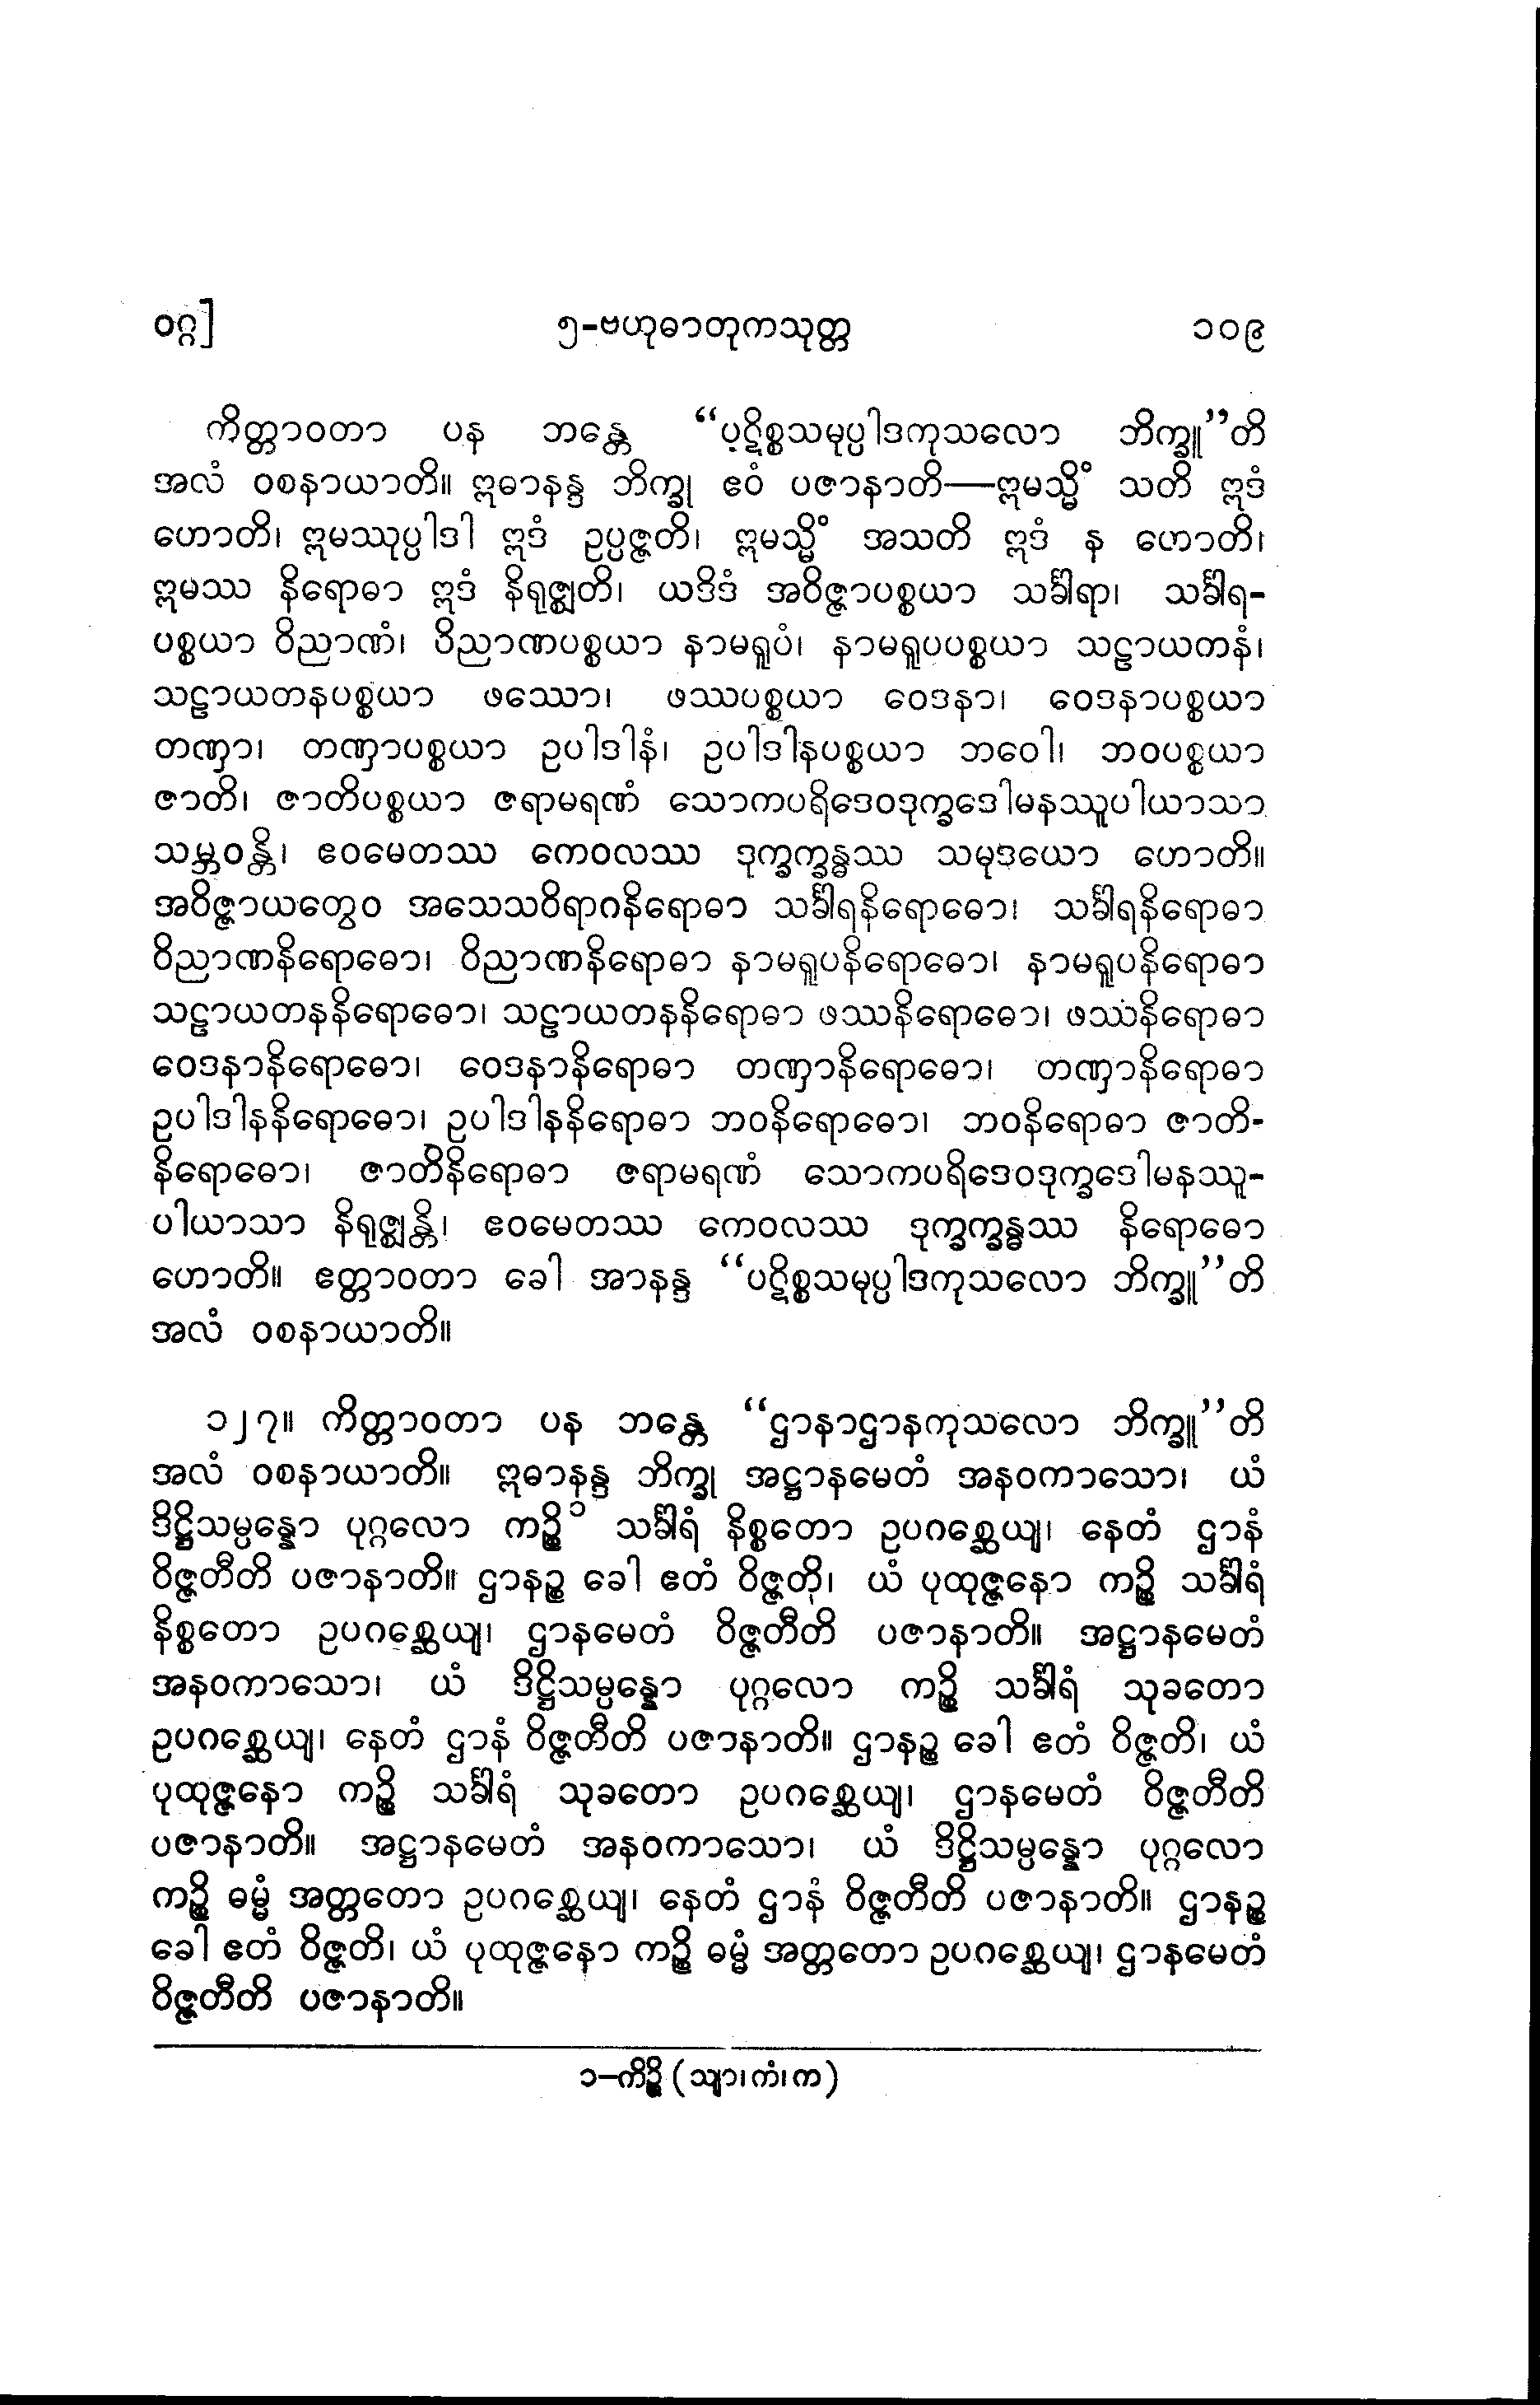 ဝဂ္ဂ]
၅-ဗဟုဓာတုကသုတ္တ
၁၀၉
ကိတ္တာဝတာ ပန ဘန္တေ “ပဋိစ္စသမုပ္ပါဒကုသလော ဘိက္ခူ”တိ
အလံ ဝစနာယာတိ။ ဣဓာနန္ဒ ဘိက္ခု ဧဝံ ပဇာနာတိ—ဣမသ္မိံ သတိ ဣဒံ
ဟောတိ၊ ဣမဿုပ္ပါဒါ ဣဒံ ဥပ္ပဇ္ဇတိ၊ ဣမသ္မိံ အသတိ ဣဒံ န ဟောတိ၊
ဣမဿ နိရောဓာ ဣဒံ နိရုဇ္ဈတိ၊ ယဒိဒံ အဝိဇ္ဇာပစ္စယာ သင်္ခါရာ၊ သင်္ခါရ-
ပစ္စယာ ဝိညာဏံ၊ ဝိညာဏပစ္စယာ နာမရူပံ၊ နာမရူပပစ္စယာ သဠာယတနံ၊
သဠာယတနပစ္စယာ ဖဿော၊ ဖဿပစ္စယာ ဝေဒနာ၊ ဝေဒနာပစ္စယာ
တဏှာ၊ တဏှာပစ္စယာ ဥပါဒါနံ၊ ဥပါဒါနပစ္စယာ ဘဝေါ၊ ဘဝပစ္စယာ
ဇာတိ၊ ဇာတိပစ္စယာ ဇရာမရဏံ သောကပရိဒေဝဒုက္ခဒေါမနဿူပါယာသာ
သမ္ဘဝန္တိ၊ ဧဝမေတဿ ကေဝလဿ ဒုက္ခက္ခန္ဓဿ သမုဒယော ဟောတိ။
အဝိဇ္ဇာယတွေဝ အသေသဝိရာဂနိရောဓာ သင်္ခါရနိရောဓော၊ သင်္ခါရနိရောဓာ
ဝိညာဏနိရောဓော၊ ဝိညာဏနိရောဓာ နာမရူပနိရောဓော၊ နာမရူပနိရောဓာ
သဠာယတနနိရောဓော၊ သဠာယတနနိရောဓာ ဖဿနိရောဓော၊ ဖဿနိရောဓာ
ဝေဒနာနိရောဓော၊ ဝေဒနာနိရောဓာ တဏှာနိရောဓော၊ တဏှာနိရောဓာ
ဥပါဒါနနိရောဓော၊ ဥပါဒါနနိရောဓာ ဘဝနိရောဓော၊ ဘဝနိရောဓာ ဇာတိ-
နိရောဓော၊ ဇာတိနိရောဓာ ဇရာမရဏံ သောကပရိဒေဝဒုက္ခဒေါမနဿူ-
ပါယာသာ နိရုဇ္ဈန္တိ၊ ဧဝမေတဿ ကေဝလဿ ဒုက္ခက္ခန္ဓဿ နိရောဓော
ဟောတိ။ ဧတ္တာဝတာ ခေါ အာနန္ဒ “ပဋိစ္စသမုပ္ပါဒကုသလော ဘိက္ခူ”တိ
အလံ ဝစနာယာတိ။
၁၂၇။ ကိတ္တာဝတာ ပန ဘန္တေ “ဌာနာဌာနကုသလော ဘိက္ခူ”တိ
အလံ ဝစနာယာတိ။ ဣဓာနန္ဒ ဘိက္ခု အဋ္ဌာနမေတံ အနဝကာသော၊ ယံ
ဒိဋ္ဌိသမ္ပန္နော ပုဂ္ဂလော ကဉ္စိ၁ သင်္ခါရံ နိစ္စတော ဥပဂစ္ဆေယျ၊ နေတံ ဌာနံ
ဝိဇ္ဇတီတိ ပဇာနာတိ။ ဌာနဉ္စ ခေါ ဧတံ ဝိဇ္ဇတိ၊ ယံ ပုထုဇ္ဇနော ကဉ္စိ သင်္ခါရံ
နိစ္စတော ဥပဂစ္ဆေယျ၊ ဌာနမေတံ ဝိဇ္ဇတီတိ ပဇာနာတိ။ အဋ္ဌာနမေတံ
အနဝကာသော၊ ယံ ဒိဋ္ဌိသမ္ပန္နော ပုဂ္ဂလော ကဉ္စိ သင်္ခါရံ သုခတော
ဥပဂစ္ဆေယျ၊ နေတံ ဌာနံ ဝိဇ္ဇတီတိ ပဇာနာတိ။ ဌာနဉ္စ ခေါ ဧတံ ဝိဇ္ဇတိ၊ ယံ
ပုထုဇ္ဇနော ကဉ္စိ သင်္ခါရံ သုခတော ဥပဂစ္ဆေယျ၊ ဌာနမေတံ ဝိဇ္ဇတီတိ
ပဇာနာတိ။ အဋ္ဌာနမေတံ အနဝကာသော၊ ယံ ဒိဋ္ဌိသမ္ပန္နော ပုဂ္ဂလော
ကဉ္စိ ဓမ္မံ အတ္တတော ဥပဂစ္ဆေယျ၊ နေတံ ဌာနံ ဝိဇ္ဇတီတိ ပဇာနာတိ။ ဌာနဉ္စ
ခေါ ဧတံ ဝိဇ္ဇတိ၊ ယံ ပုထုဇ္ဇနော ကဉ္စိ ဓမ္မံ အတ္တတော ဥပဂစ္ဆေယျ၊ ဌာနမေတံ
ဝိဇ္ဇတီတိ ပဇာနာတိ။
၁-ကိဉ္စိ (သျာ၊ကံ၊က)